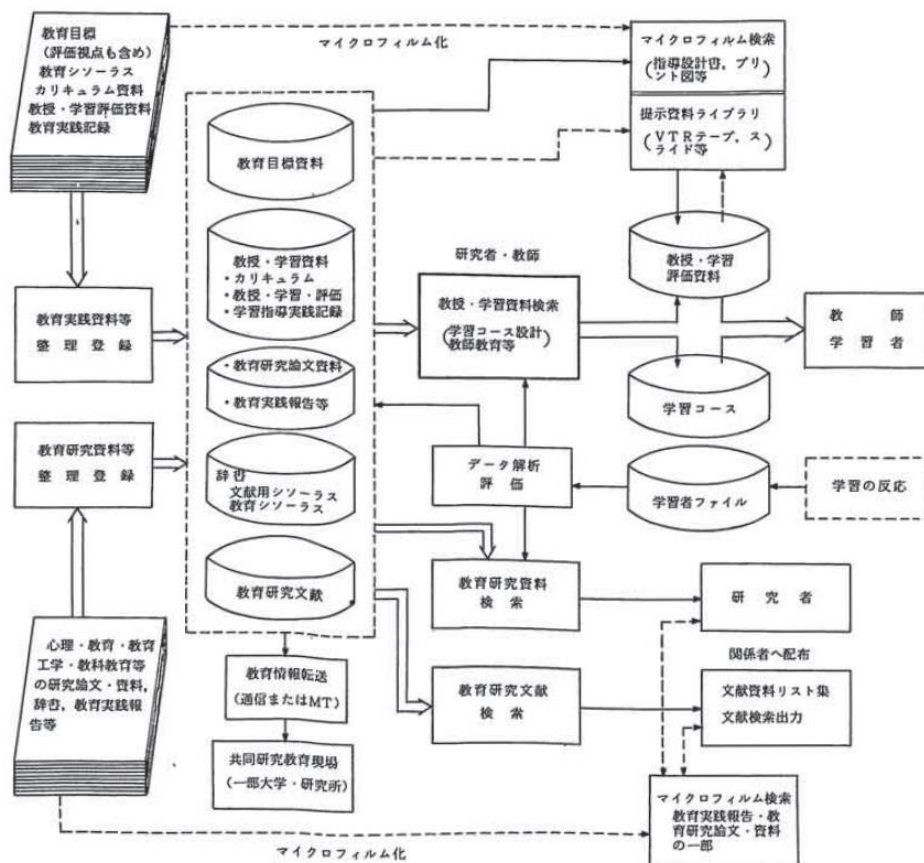 教育目標
(評価視点も含め)
教育シソーラス
カリキュラム資料
教授・学習評価資料
教育実践記録
マイクロフィルム化
マイクロフィルム検索
(指導設計書，プリ
ント図等)
提示資料ライブラリ
(VTRテープ，ス
ライド等)
教育目標資料
教授・学習資料
・カリキュラム
・教授・学習・評価
・学習指導実践記録
・教育研究論文資料
・教育実践報告等
辞書
文献用シソーラス
教育シソーラス
教育研究文献
教育実践資料等
整理登録
教育研究資料等
整理登録
研究者・教師
教授・学習資料検索
(学習コース設計
教師教育等)
教授・学習
評価資料
学習コース
教師
学習者
データ解析
評価
学習者ファイル
学習の反応
教育研究資料
検索
研究者
関係者へ配布
教育研究文献
検索
文献資料リスト集
文献検索出力
心理・教育・教育
工学・教科教育等
の研究論文・資料，
辞書，教育実践報
告等
教育情報転送
(通信またはMT)
共同研究教育現場
(一部大学・研究所)
マイクロフィルム検索
教育実践報告・教
育研究論文・資料
の一部
マイクロフィルム化